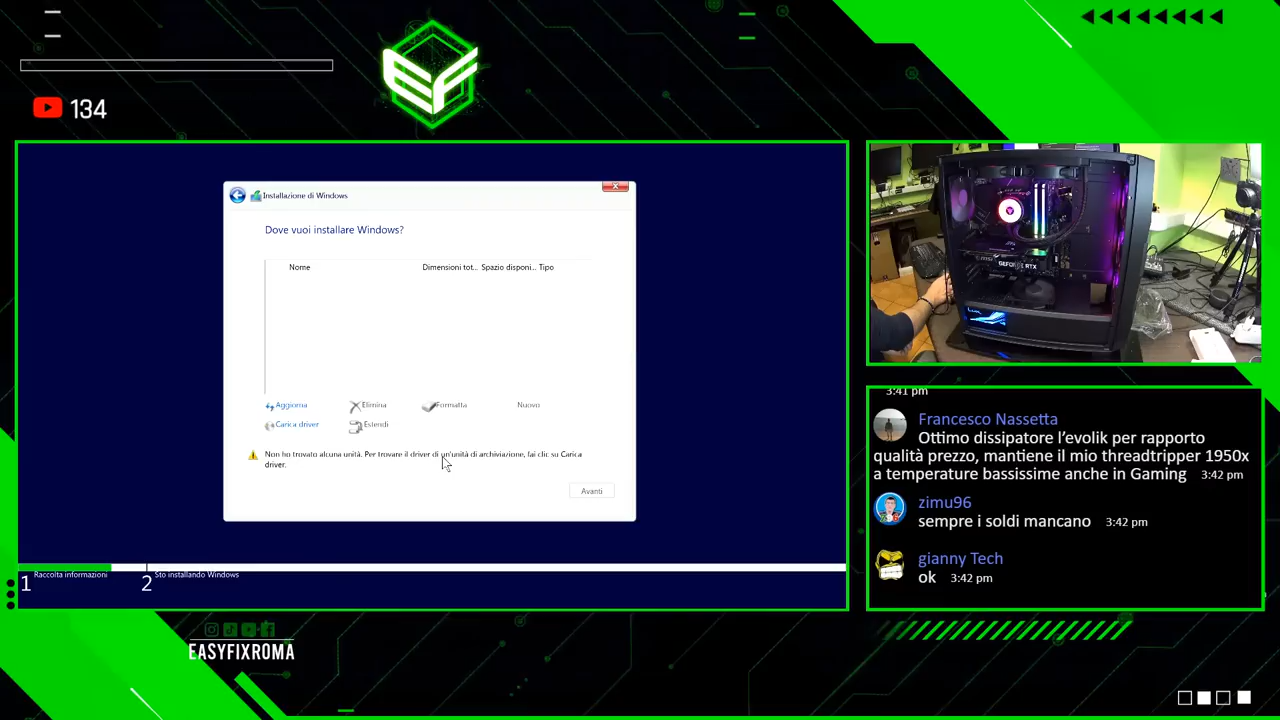 134
EF
Installazione di Windows
Dove vuoi installare Windows?
Nome Dimensioni tot... Spazio disponi... Tipo
Aggiorna Elimina Formatta Nuovo
Carica driver Estendi
Non ho trovato alcuna unità. Per trovare il driver di un'unità di archiviazione, fai clic su Carica
driver.
Avanti
1 Raccolta informazioni 2 Sto installando Windows
EASYFIXROMA
GEFORCE RTX
3:41 pm
Francesco Nassetta
Ottimo dissipatore l'evolik per rapporto
qualità prezzo, mantiene il mio threadtripper 1950x
a temperature bassissime anche in Gaming 3:42 pm
zimu96
sempre i soldi mancano 3:42 pm
gianny Tech
ok 3:42 pm